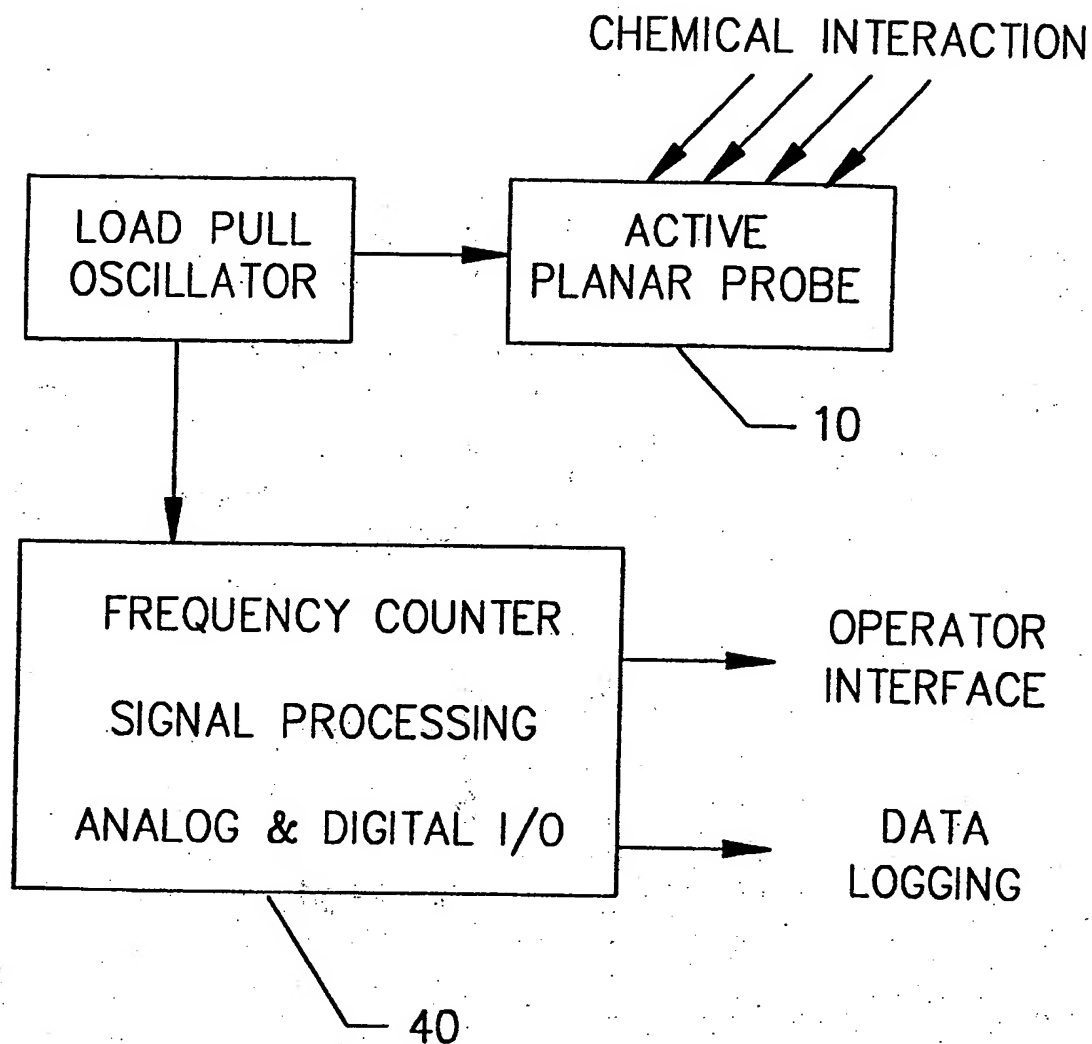 CHEMICAL INTERACTION
LOAD PULL
OSCILLATOR
ACTIVE
PLANAR PROBE
10
FREQUENCY COUNTER
SIGNAL PROCESSING
ANALOG & DIGITAL I/O
OPERATOR
INTERFACE
DATA
LOGGING
40